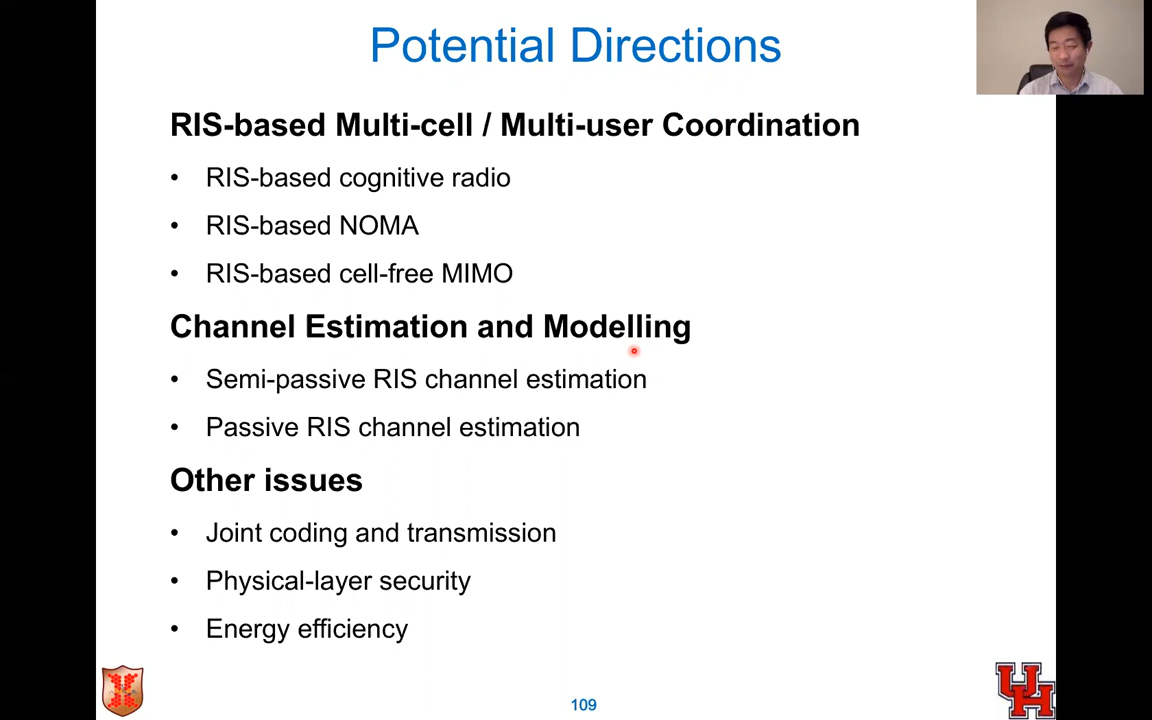 Potential Directions
RIS-based Multi-cell / Multi-user Coordination
• RIS-based cognitive radio
• RIS-based NOMA
• RIS-based cell-free MIMO
Channel Estimation and Modelling
• Semi-passive RIS channel estimation
• Passive RIS channel estimation
Other issues
• Joint coding and transmission
• Physical-layer security
• Energy efficiency
109
UH